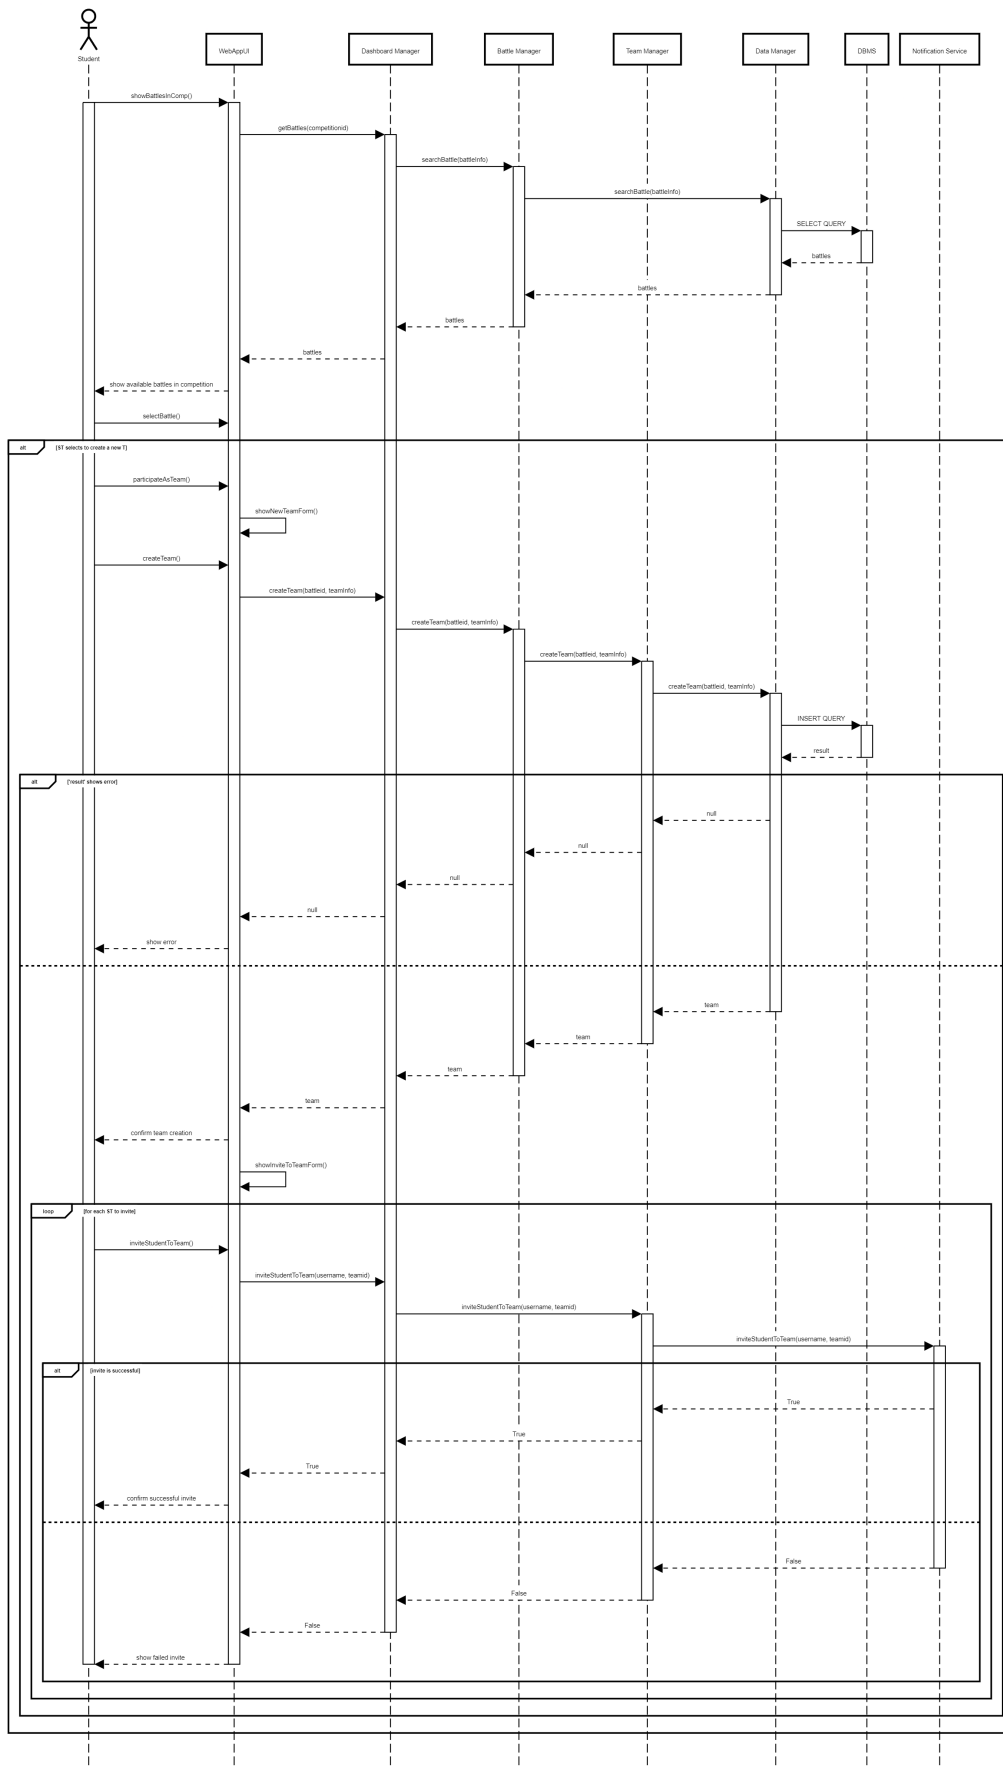 Student
WebAppUI
Dashboard Manager
Battle Manager
Team Manager
Data Manager
DBMS
Notification Service
showBattlesInComp()
getBattles(competitionid)
searchBattle(battleInfo)
searchBattle(battleInfo)
SELECT QUERY
battles
battles
battles
battles
show available battles in competition
selectBattle()
alt
[ST selects to create a new T]
participateAsTeam()
showNewTeamForm()
createTeam()
createTeam(battleid, teamInfo)
createTeam(battleid, teamInfo)
createTeam(battleid, teamInfo)
createTeam(battleid, teamInfo)
INSERT QUERY
result
alt
['result' shows error]
null
null
null
null
show error
team
team
team
team
confirm team creation
showInviteToTeamForm()
loop
[for each ST to invite]
inviteStudentToTeam()
inviteStudentToTeam(username, teamid)
inviteStudentToTeam(username, teamid)
inviteStudentToTeam(username, teamid)
alt
[invite is successful]
True
True
True
confirm successful invite
False
False
False
show failed invite